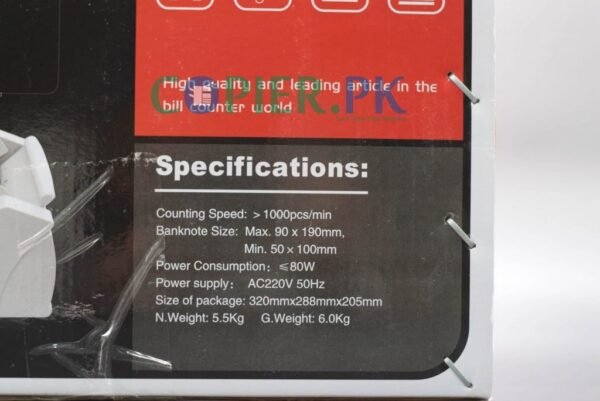 High quality and leading article in the
bill counter world
COPIER.PK
Specifications:
Counting Speed: > 1000pcs/min
Banknote Size: Max. 90 x 190mm,
Min. 50 × 100mm
Power Consumption: ≤80W
Power supply: AC220V 50Hz
Size of package: 320mmx288mmx205mm
N.Weight: 5.5Kg G.Weight: 6.0Kg